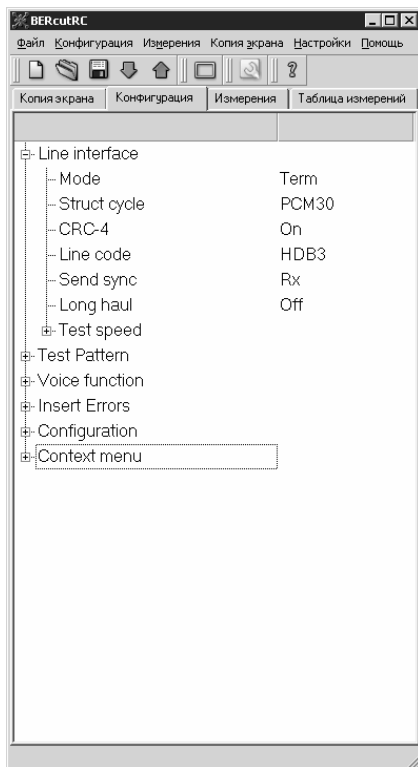 BERcutRC
Файл Конфигурация Измерения Копия экрана Настройки Помощь
Копия экрана Конфигурация Измерения Таблица измерений
Line interface
Mode Term
Struct cycle PCM30
CRC-4 On
Line code HDB3
Send sync Rx
Long haul Off
Test speed
Test Pattern
Voice function
Insert Errors
Configuration
Context menu